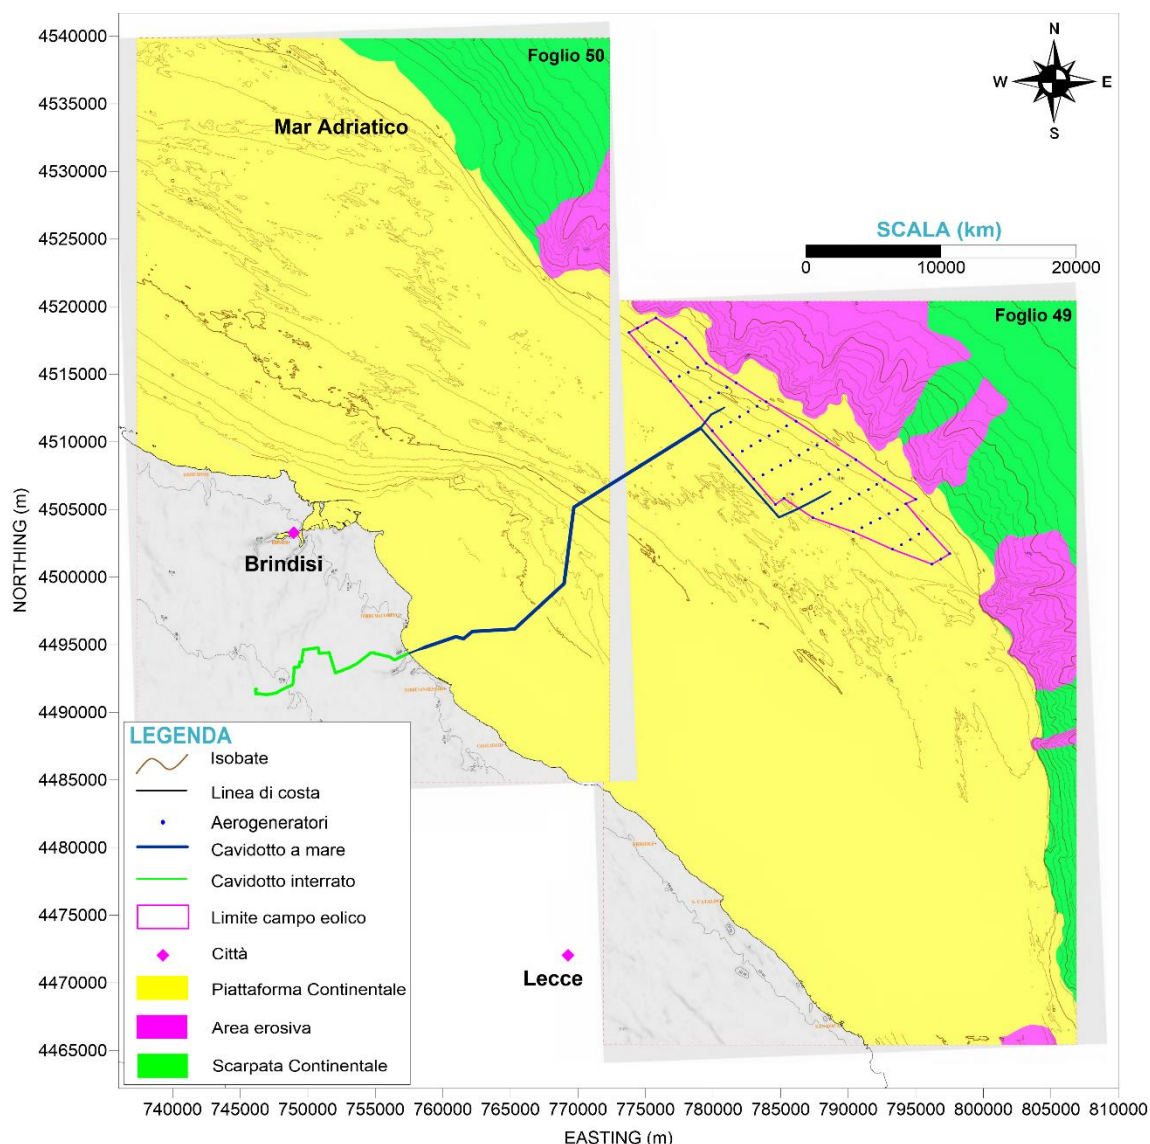 Foglio 50
N
W
E
S
Mar Adriatico
SCALA (km)
0
10000
20000
Foglio 49
Brindisi
Lecce
LEGENDA
Isobate
Linea di costa
Aerogeneratori
Cavidotto a mare
Cavidotto interrato
Limite campo eolico
Città
Piattaforma Continentale
Area erosiva
Scarpata Continentale
NORTHING (m)
4540000
4535000
4530000
4525000
4520000
4515000
4510000
4505000
4500000
4495000
4490000
4485000
4480000
4475000
4470000
4465000
740000 745000 750000 755000 760000 765000 770000 775000 780000 785000 790000 795000 800000 805000 810000
EASTING (m)